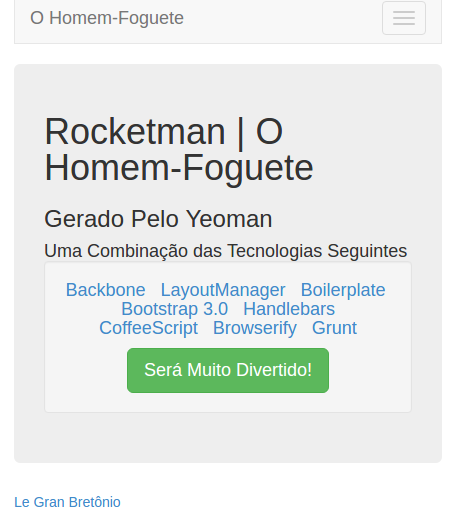 O Homem-Foguete
Rocketman | O
Homem-Foguete
Gerado Pelo Yeoman
Uma Combinação das Tecnologias Seguintes
Backbone LayoutManager Boilerplate
Bootstrap 3.0 Handlebars
CoffeeScript Browserify Grunt
Será Muito Divertido!
Le Gran Bretônio